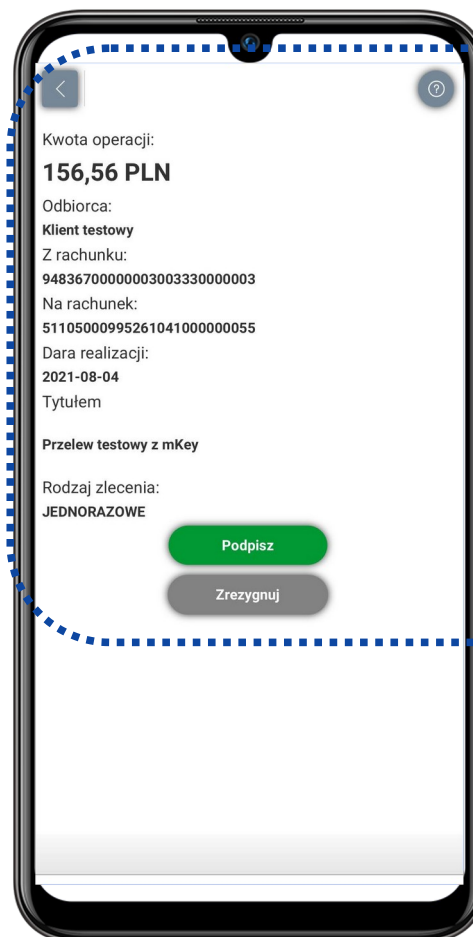 Kwota operacji:
156,56 PLN
Odbiorca:
Klient testowy
Z rachunku:
94836700000003003330000003
Na rachunek:
51105000995261041000000055
Dara realizacji:
2021-08-04
Tytułem
Przelew testowy z mKey
Rodzaj zlecenia:
JEDNORAZOWE
Podpisz
Zrezygnuj